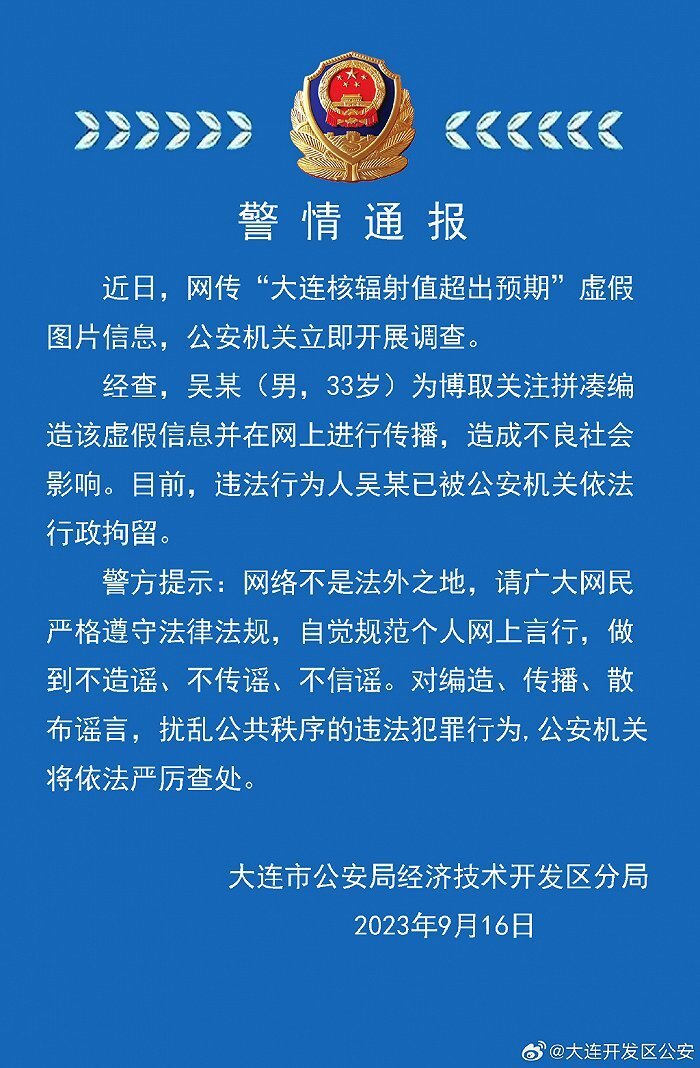 警情通报
近日，网传“大连核辐射值超出预期”虚假
图片信息，公安机关立即开展调查。
经查，吴某（男，33岁）为博取关注拼凑编
造该虚假信息并在网上进行传播，造成不良社会
影响。目前，违法行为人吴某已被公安机关依法
行政拘留。
警方提示：网络不是法外之地，请广大网民
严格遵守法律法规，自觉规范个人网上言行，做
到不造谣、不传谣、不信谣。对编造、传播、散
布谣言，扰乱公共秩序的违法犯罪行为,公安机关
将依法严厉查处。
大连市公安局经济技术开发区分局
2023年9月16日
@大连开发区公安